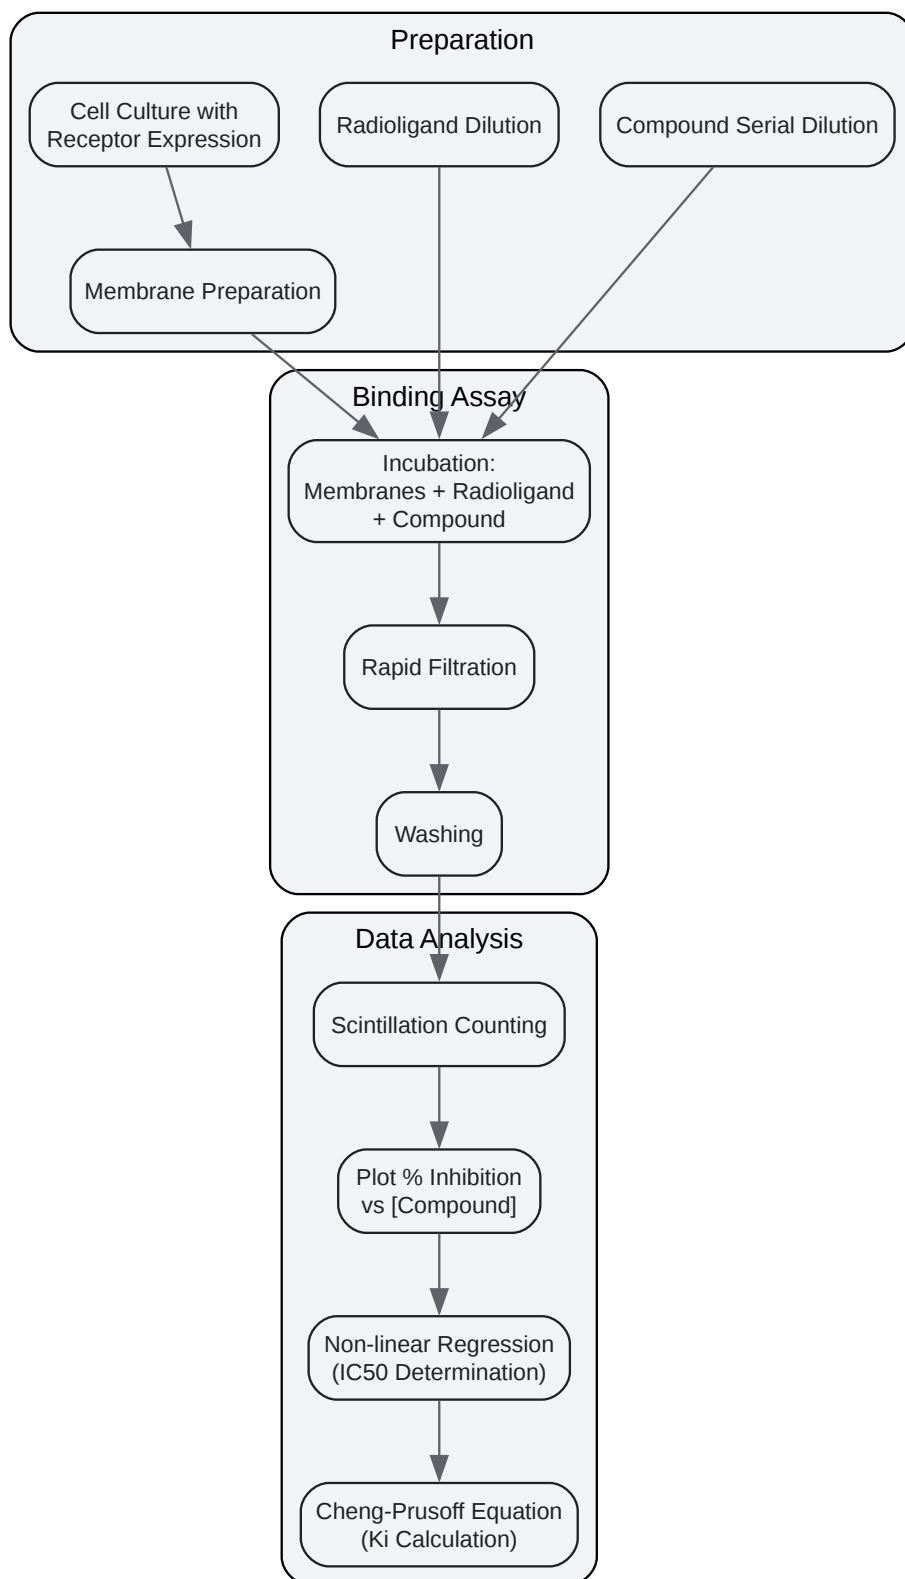 Preparation
Cell Culture with
Receptor Expression
Radioligand Dilution
Compound Serial Dilution
Membrane Preparation
Binding Assay
Incubation:
Membranes + Radioligand
+ Compound
Rapid Filtration
Washing
Data Analysis
Scintillation Counting
Plot % Inhibition
vs [Compound]
Non-linear Regression
(IC50 Determination)
Cheng-Prusoff Equation
(Ki Calculation)